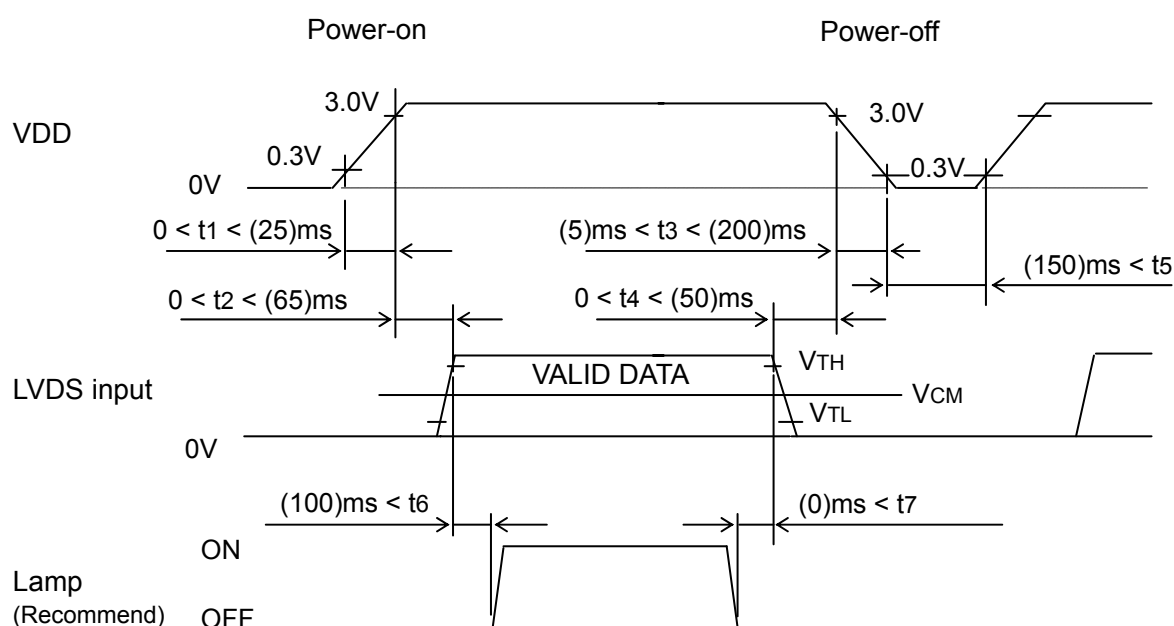 Power-on
Power-off
VDD
3.0V
3.0V
0.3V
0.3V
0V
0 < t1 < (25)ms
(5)ms < t3 < (200)ms
(150)ms < t5
0 < t2 < (65)ms
0 < t4 < (50)ms
LVDS input
VALID DATA
VTH
VCM
VTL
0V
(100)ms < t6
(0)ms < t7
ON
Lamp
(Recommend)
OFF